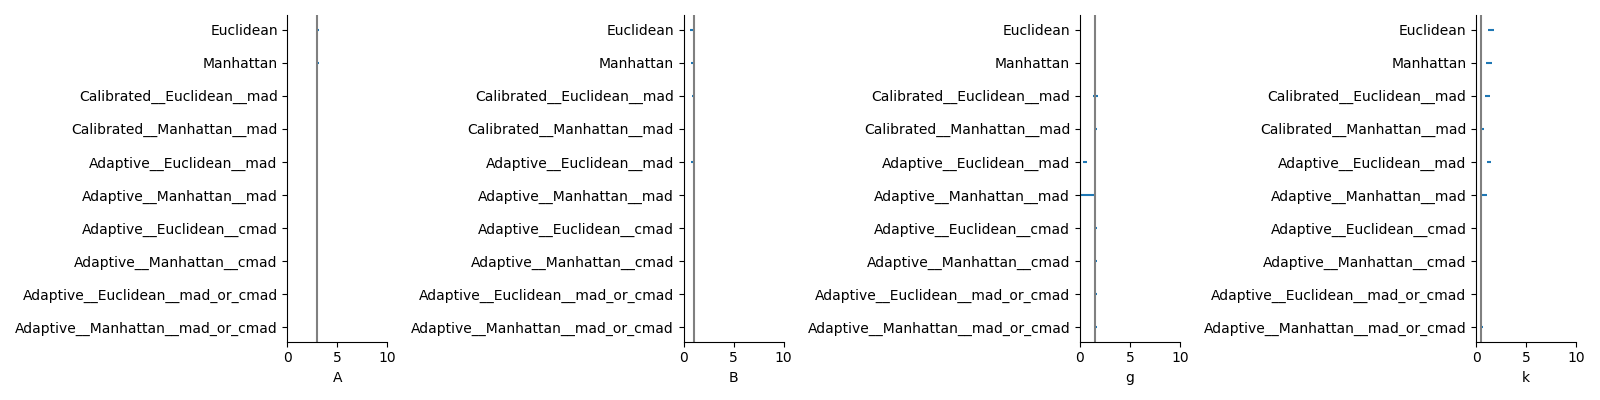 Euclidean
Manhattan
Calibrated__Euclidean__mad
Calibrated__Manhattan__mad
Adaptive__Euclidean__mad
Adaptive__Manhattan__mad
Adaptive__Euclidean__cmad
Adaptive__Manhattan__cmad
Adaptive__Euclidean__mad_or_cmad
Adaptive__Manhattan__mad_or_cmad
0 5 10
A
Euclidean
Manhattan
Calibrated__Euclidean__mad
Calibrated__Manhattan__mad
Adaptive__Euclidean__mad
Adaptive__Manhattan__mad
Adaptive__Euclidean__cmad
Adaptive__Manhattan__cmad
Adaptive__Euclidean__mad_or_cmad
Adaptive__Manhattan__mad_or_cmad
0 5 10
B
Euclidean
Manhattan
Calibrated__Euclidean__mad
Calibrated__Manhattan__mad
Adaptive__Euclidean__mad
Adaptive__Manhattan__mad
Adaptive__Euclidean__cmad
Adaptive__Manhattan__cmad
Adaptive__Euclidean__mad_or_cmad
Adaptive__Manhattan__mad_or_cmad
0 5 10
g
Euclidean
Manhattan
Calibrated__Euclidean__mad
Calibrated__Manhattan__mad
Adaptive__Euclidean__mad
Adaptive__Manhattan__mad
Adaptive__Euclidean__cmad
Adaptive__Manhattan__cmad
Adaptive__Euclidean__mad_or_cmad
Adaptive__Manhattan__mad_or_cmad
0 5 10
k